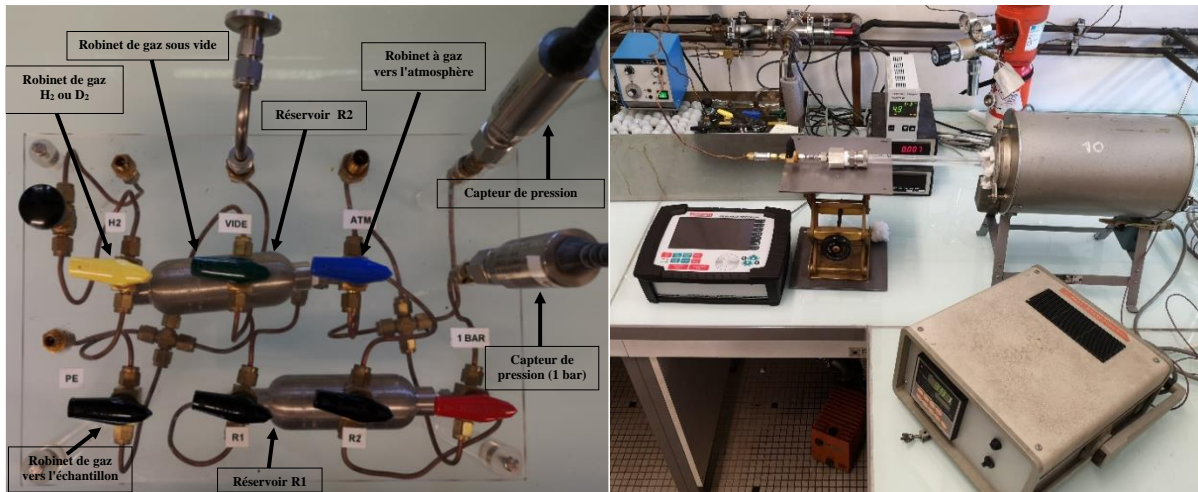 Robinet de gaz sous vide
Robinet de gaz
H₂ ou D₂
Robinet à gaz
vers l'atmosphère
Réservoir R2
Capteur de pression
H2
VIDE
ATM
1 BAR
Capteur de
pression (1 bar)
PE
R1
R2
Robinet de gaz
vers l'échantillon
Réservoir R1
10